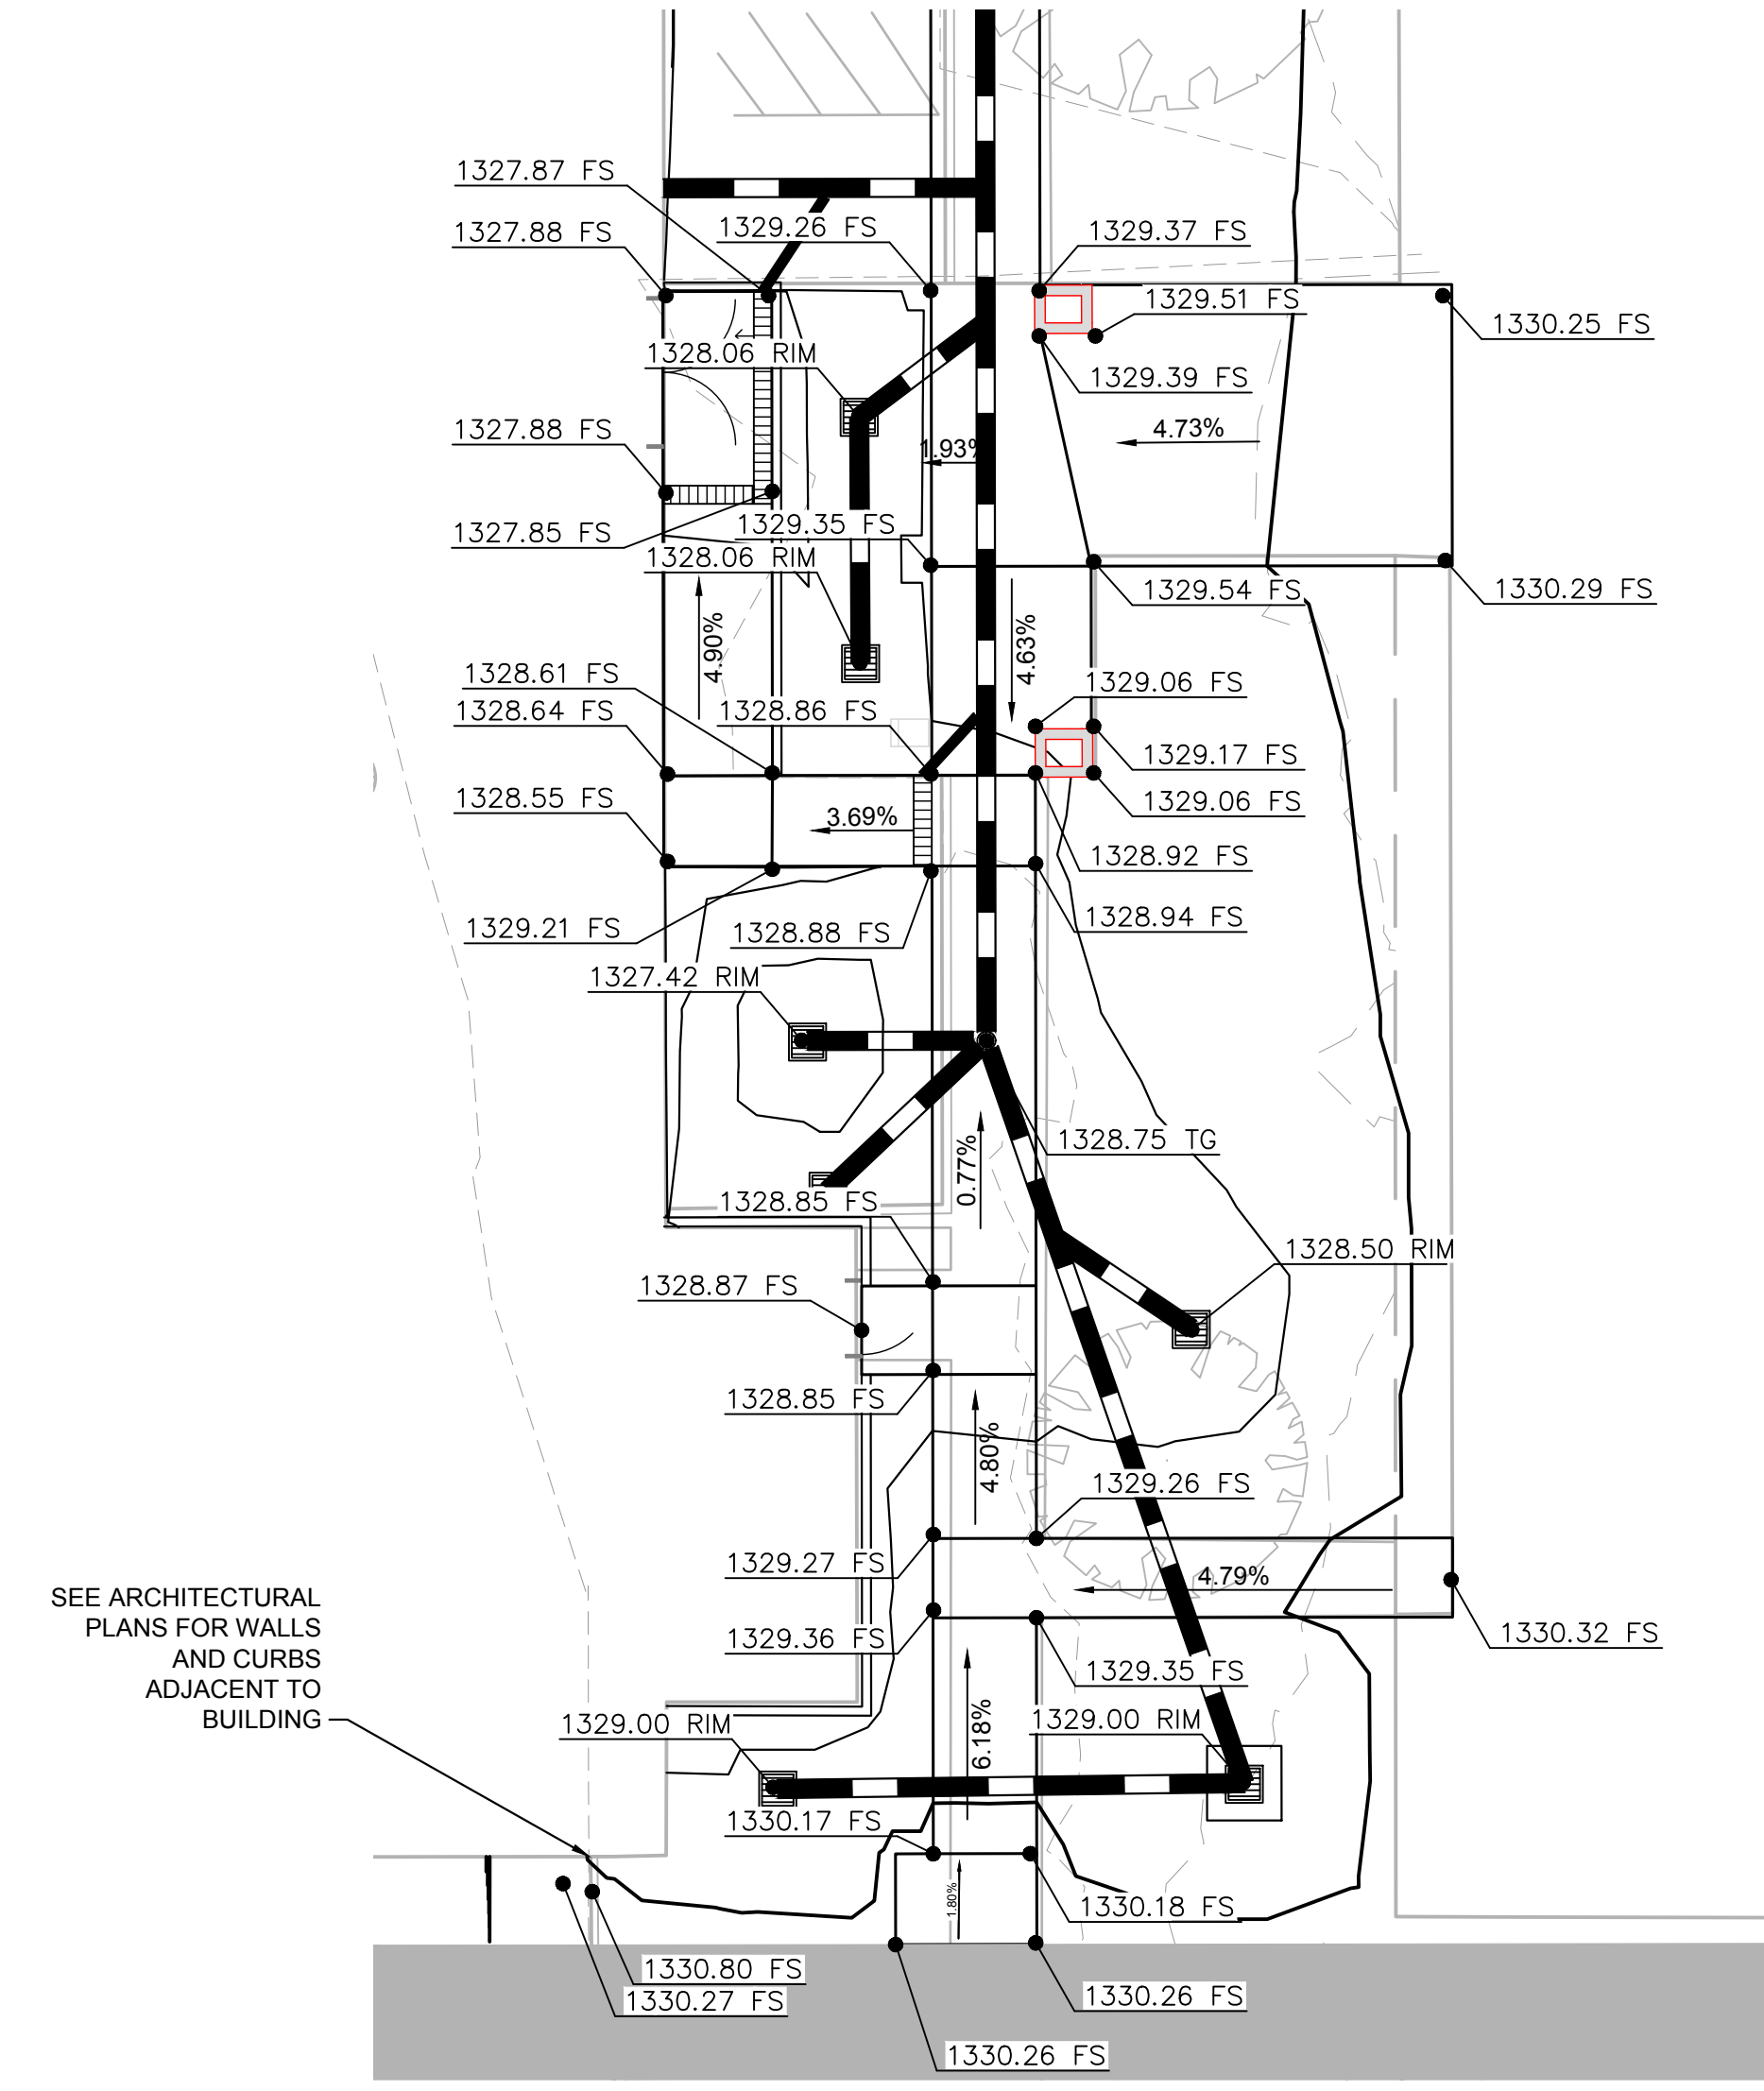 1327.87 FS
1327.88 FS
1329.26 FS
1329.37 FS
1329.51 FS
1330.25 FS
1328.06 RIM
1329.39 FS
1327.88 FS
4.73%
1.93%
1327.85 FS
1329.35 FS
1328.06 RIM
1329.54 FS
1330.29 FS
4.90%
4.63%
1328.61 FS
1329.06 FS
1328.64 FS
1328.86 FS
1329.17 FS
1328.55 FS
3.69%
1329.06 FS
1328.92 FS
1329.21 FS
1328.88 FS
1328.94 FS
1327.42 RIM
1328.75 TG
0.77%
1328.85 FS
1328.50 RIM
1328.87 FS
1328.85 FS
4.80%
1329.26 FS
1329.27 FS
4.79%
SEE ARCHITECTURAL
PLANS FOR WALLS
AND CURBS
ADJACENT TO
BUILDING
1329.36 FS
1330.32 FS
1329.35 FS
1329.00 RIM
6.18%
1329.00 RIM
1330.17 FS
1.80%
1330.18 FS
1330.80 FS
1330.27 FS
1330.26 FS
1330.26 FS